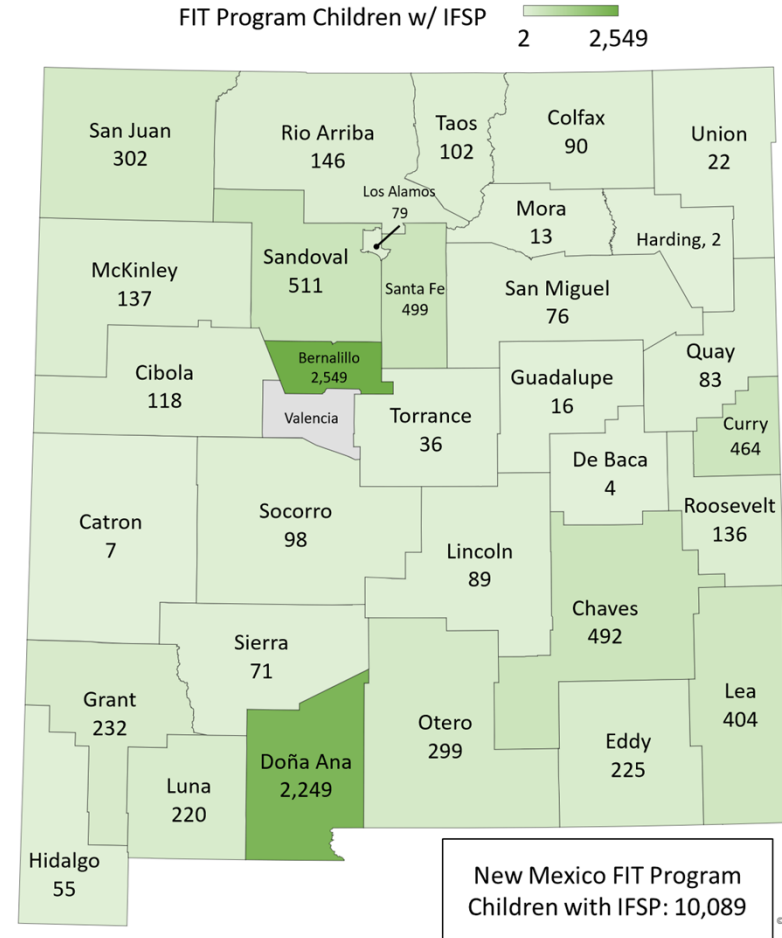 FIT Program Children w/ IFSP
2 2,549
San Juan
302
Rio Arriba
146
Taos
102
Colfax
90
Union
22
Los Alamos
79
Mora
13
Harding, 2
McKinley
137
Sandoval
511
Santa Fe
499
San Miguel
76
Bernalillo
2,549
Cibola
118
Valencia
Torrance
36
Guadalupe
16
Quay
83
Curry
464
De Baca
4
Roosevelt
136
Catron
7
Socorro
98
Lincoln
89
Chaves
492
Sierra
71
Grant
232
Doña Ana
2,249
Otero
299
Lea
404
Eddy
225
Luna
220
Hidalgo
55
New Mexico FIT Program
Children with IFSP: 10,089
©